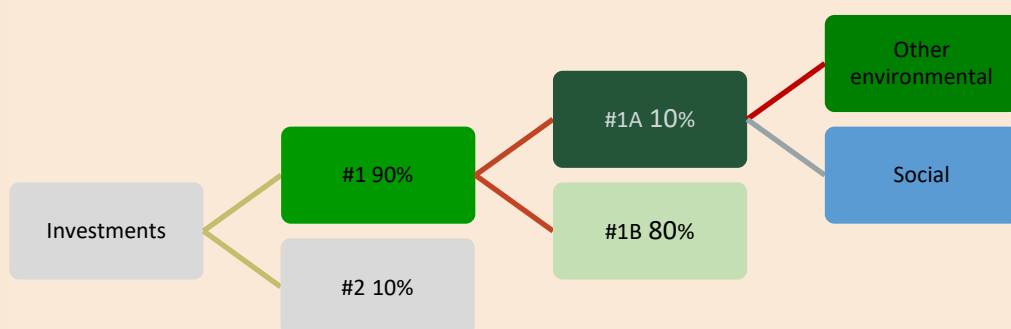 Investments
#1 90%
#2 10%
#1A 10%
#1B 80%
Other
environmental
Social